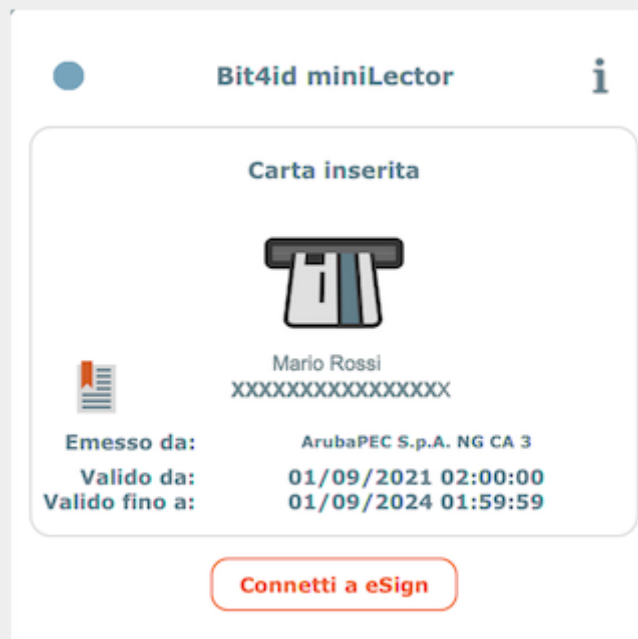 Bit4id miniLector
Carta inserita
Mario Rossi
XXXXXXXXXXXXXXXX
Emesso da: ArubaPEC S.p.A. NG CA 3
Valido da: 01/09/2021 02:00:00
Valido fino a: 01/09/2024 01:59:59
Connetti a eSign